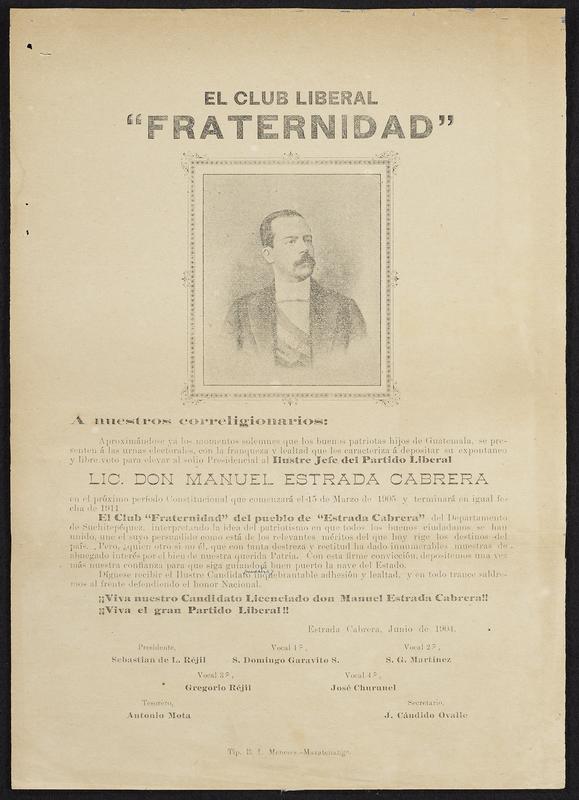 EL CLUB LIBERAL
“FRATERNIDAD”
A nuestros correligionarios:
Aproximándose ya los momentos solemnes que los buenos patriotas hijos de Guatemala, se pre-
senten á las urnas electorales, con la franqueza y lealtad que les caracteriza á depositar su expontaneo
y libre voto para elevar al solio Presidencial al Ilustre Jefe del Partido Liberal
LIC. DON MANUEL ESTRADA CABRERA
en el próximo período Constitucional que comenzará el 15 de Marzo de 1905 y terminará en igual fe-
cha de 1911
El Club “Fraternidad” del pueblo de “Estrada Cabrera” del Departamento
de Suchitepéquez, interpretando la idea del patriotismo en que todos los buenos ciudadanos se han
unido, une el suyo persuadido como está de los relevantes méritos del que hoy rige los destinos del
país. Pero, ¿quien otro si no él, que con tanta destreza y rectitud ha dado innumerables muestras de
abnegado interés por el bien de nuestra querida Patria. Con esta firme convicción, depositemos una vez
más nuestra confianza para que siga guiando á buen puerto la nave del Estado.
Dígnese recibir el Ilustre Candidato inquebrantable adhesión y lealtad, y en todo trance saldre-
mos al frente defendiendo el honor Nacional.
¡¡Viva nuestro Candidato Licenciado don Manuel Estrada Cabrera!!
¡¡Viva el gran Partido Liberal!!
Estrada Cabrera, Junio de 1904.
Presidente, Vocal 1º, Vocal 2º,
Sebastian de L. Réjil S. Domingo Garavito S. S. G. Martínez
Vocal 3º, Vocal 4º,
Gregorio Réjil José Churunel
Tesorero, Secretario,
Antonio Mota J. Cándido Ovalle
Tip. B. I. Meneses—Mazatenango.